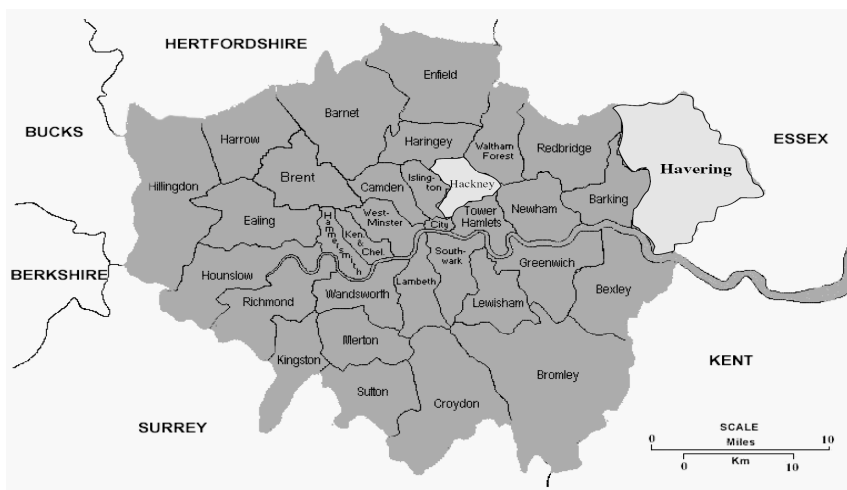 HERTFORDSHIRE
Enfield
BUCKS
Barnet
ESSEX
Harrow
Haringey
Waltham
Forest
Redbridge
Havering
Brent
Hillingdon
Camden
Isling-
ton
Hackney
Barking
Ealing
West-
Minster
Tower
Hamlets
Newham
City
Hammersmith
Ken.
&
Chel.
BERKSHIRE
Hounslow
South-
wark
Greenwich
Richmond
Wandsworth
Lambeth
Lewisham
Bexley
Merton
Kingston
KENT
Bromley
Sutton
Croydon
SURREY
SCALE
0 Miles 10
0 Km 10